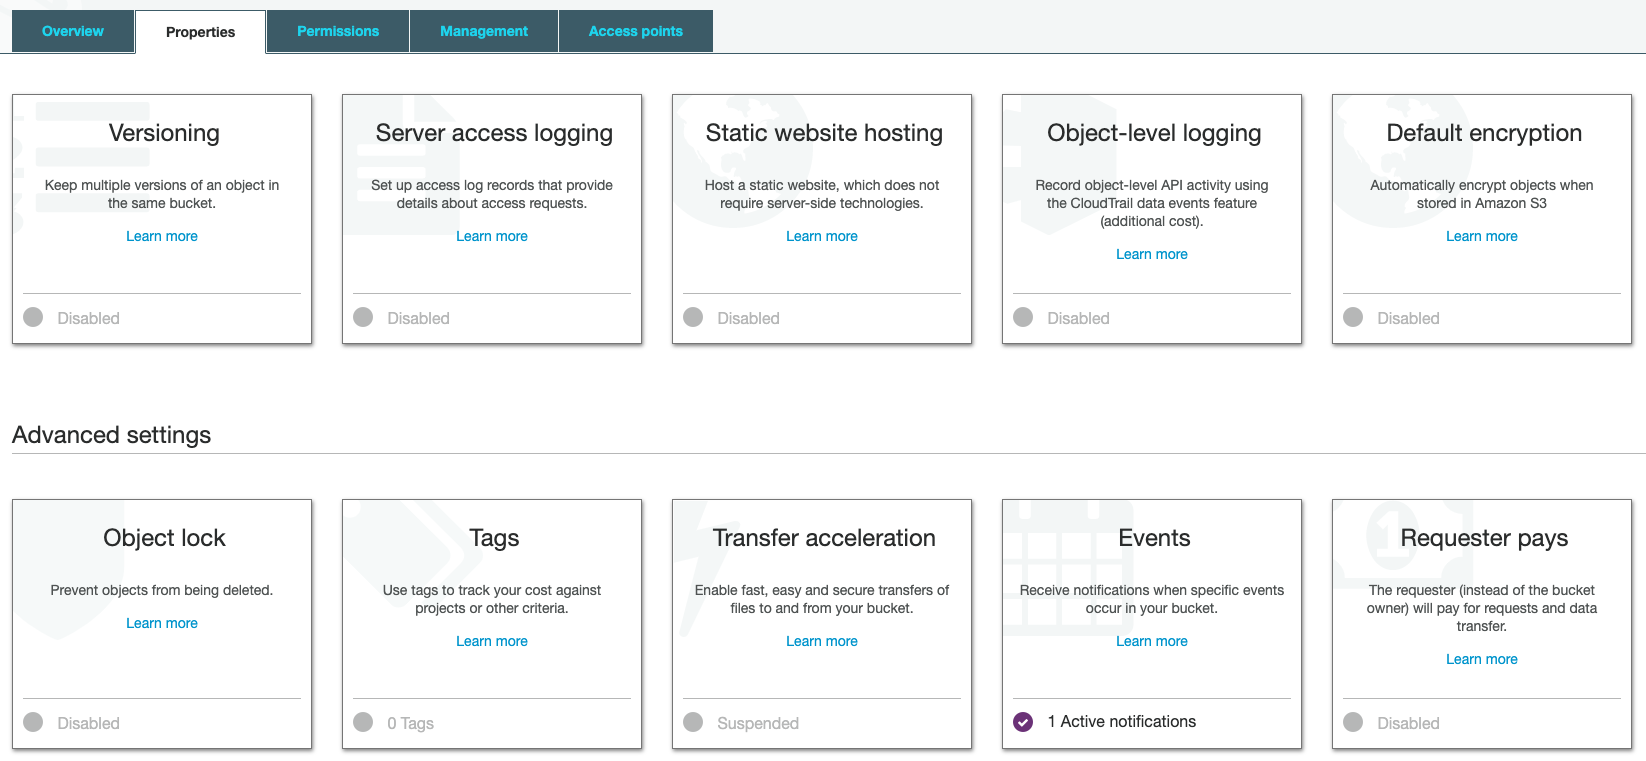 Overview
Properties
Permissions
Management
Access points
Versioning
Keep multiple versions of an object in
the same bucket.
Learn more
Disabled
Server access logging
Set up access log records that provide
details about access requests.
Learn more
Disabled
Static website hosting
Host a static website, which does not
require server-side technologies.
Learn more
Disabled
Object-level logging
Record object-level API activity using
the CloudTrail data events feature
(additional cost).
Learn more
Disabled
Default encryption
Automatically encrypt objects when
stored in Amazon S3
Learn more
Disabled
Advanced settings
Object lock
Prevent objects from being deleted.
Learn more
Disabled
Tags
Use tags to track your cost against
projects or other criteria.
Learn more
0 Tags
Transfer acceleration
Enable fast, easy and secure transfers of
files to and from your bucket.
Learn more
Suspended
Events
Receive notifications when specific events
occur in your bucket.
Learn more
1 Active notifications
1
Requester pays
The requester (instead of the bucket
owner) will pay for requests and data
transfer.
Learn more
Disabled